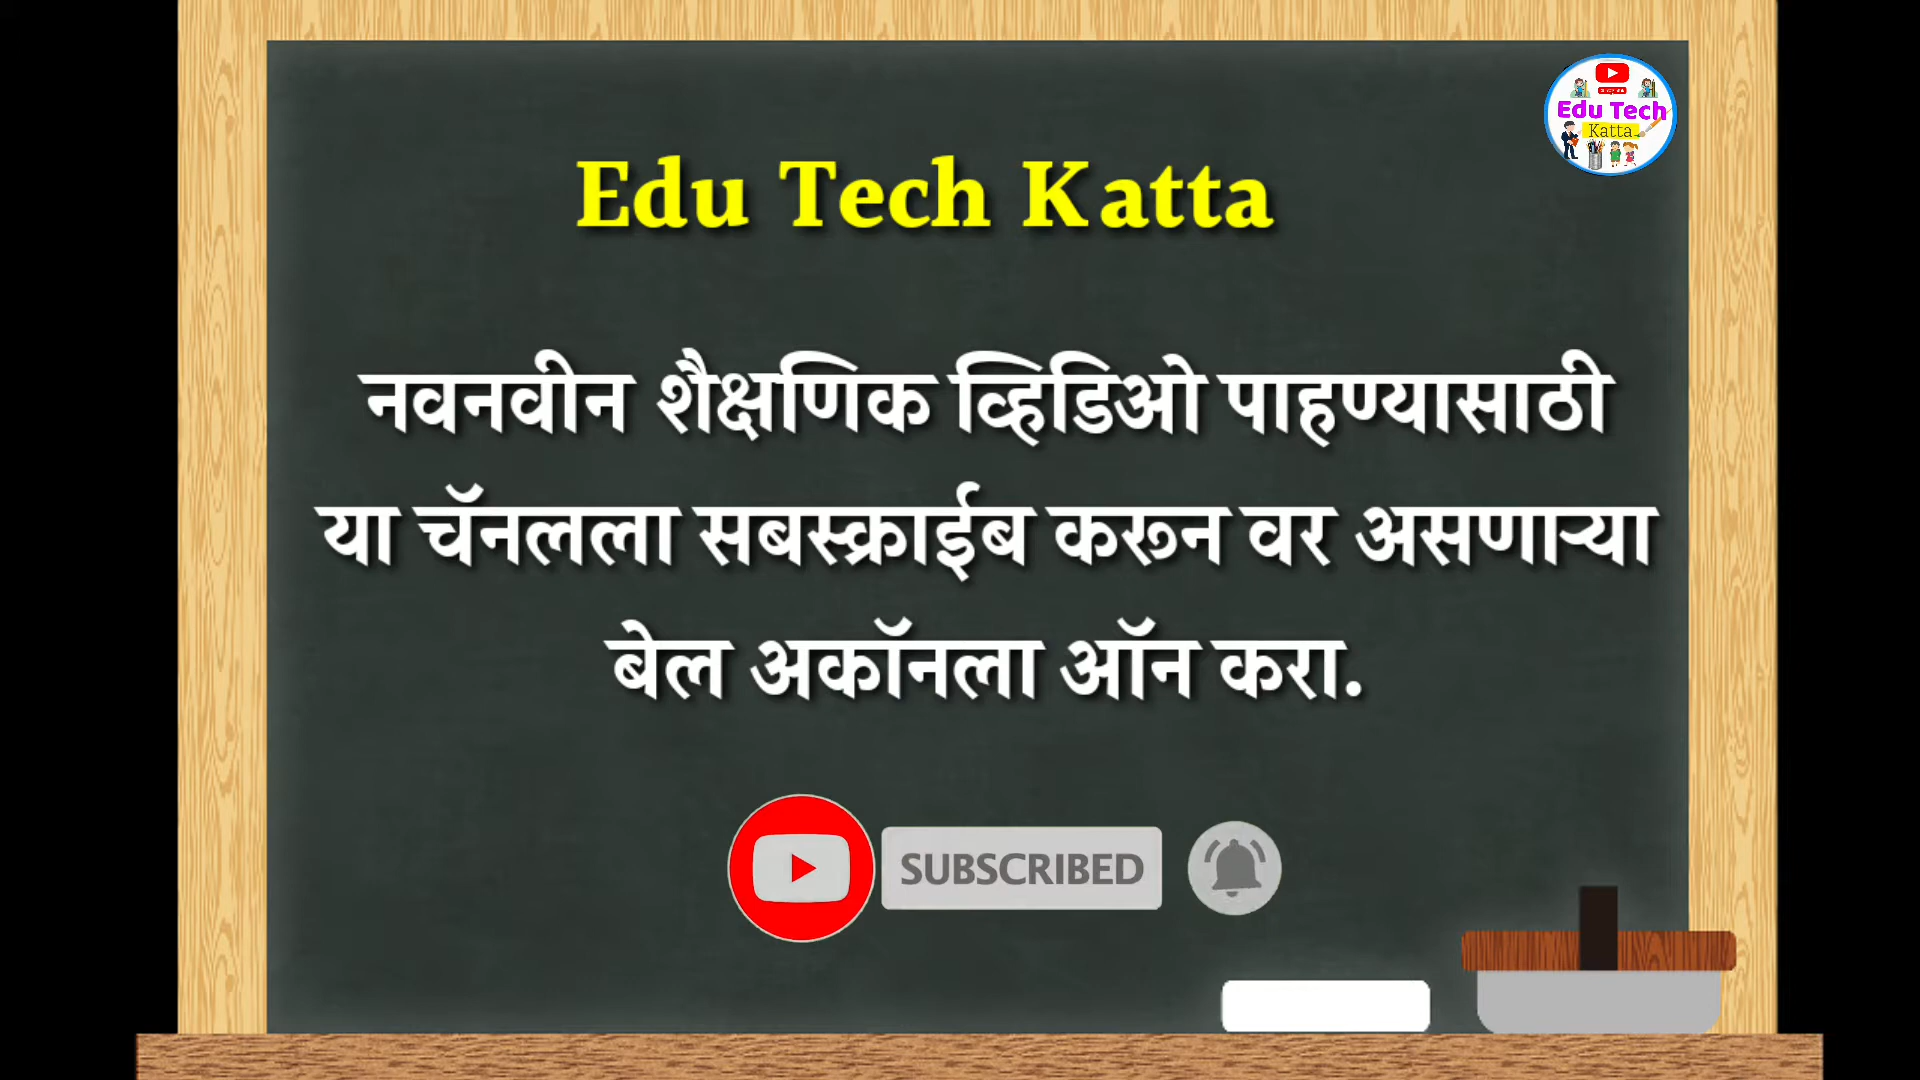 Edu Tech
Katta
Edu Tech Katta
नवनवीन शैक्षणिक व्हिडिओ पाहण्यासाठी
या चॅनलला सबस्क्राईब करून वर असणाऱ्या
बेल अकॉनला ऑन करा.
SUBSCRIBED